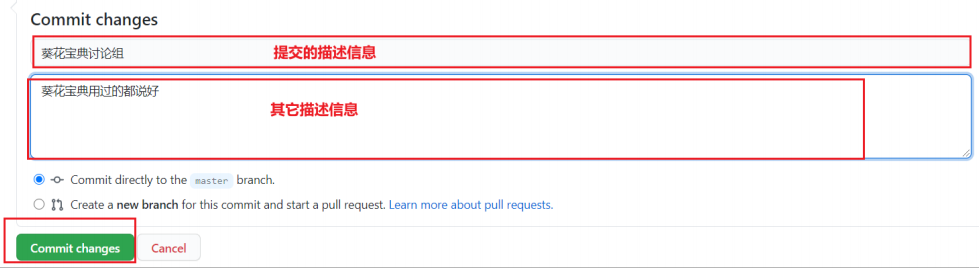 Commit changes
葵花宝典讨论组 提交的描述信息
葵花宝典用过的都说好
其它描述信息
Commit directly to the master branch.
Create a new branch for this commit and start a pull request. Learn more about pull requests.
Commit changes Cancel